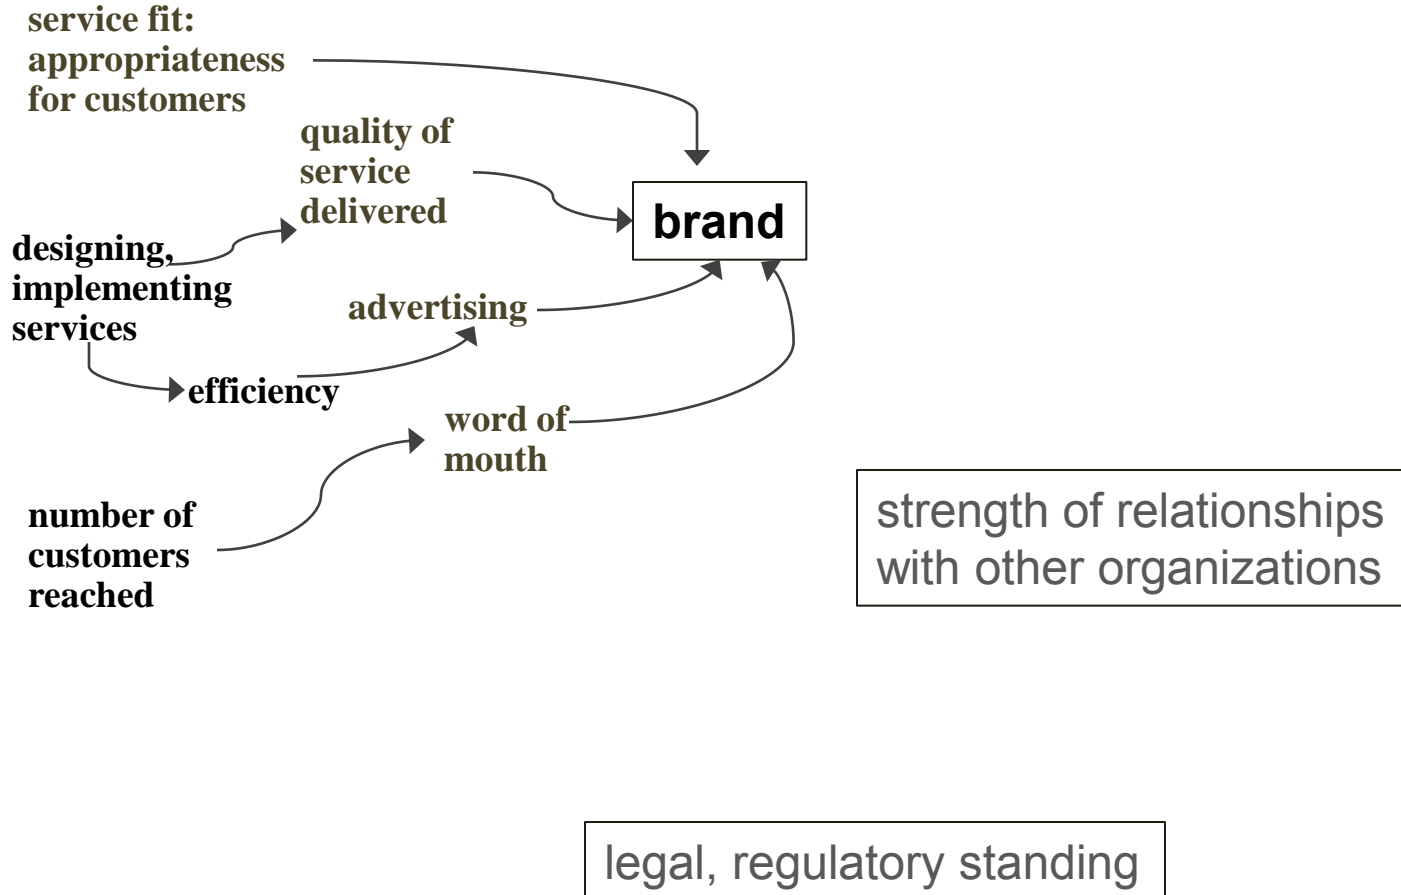 service fit:
appropriateness
for customers
quality of
service
delivered
brand
designing,
implementing
services
advertising
efficiency
word of
mouth
number of
customers
reached
strength of relationships
with other organizations
legal, regulatory standing